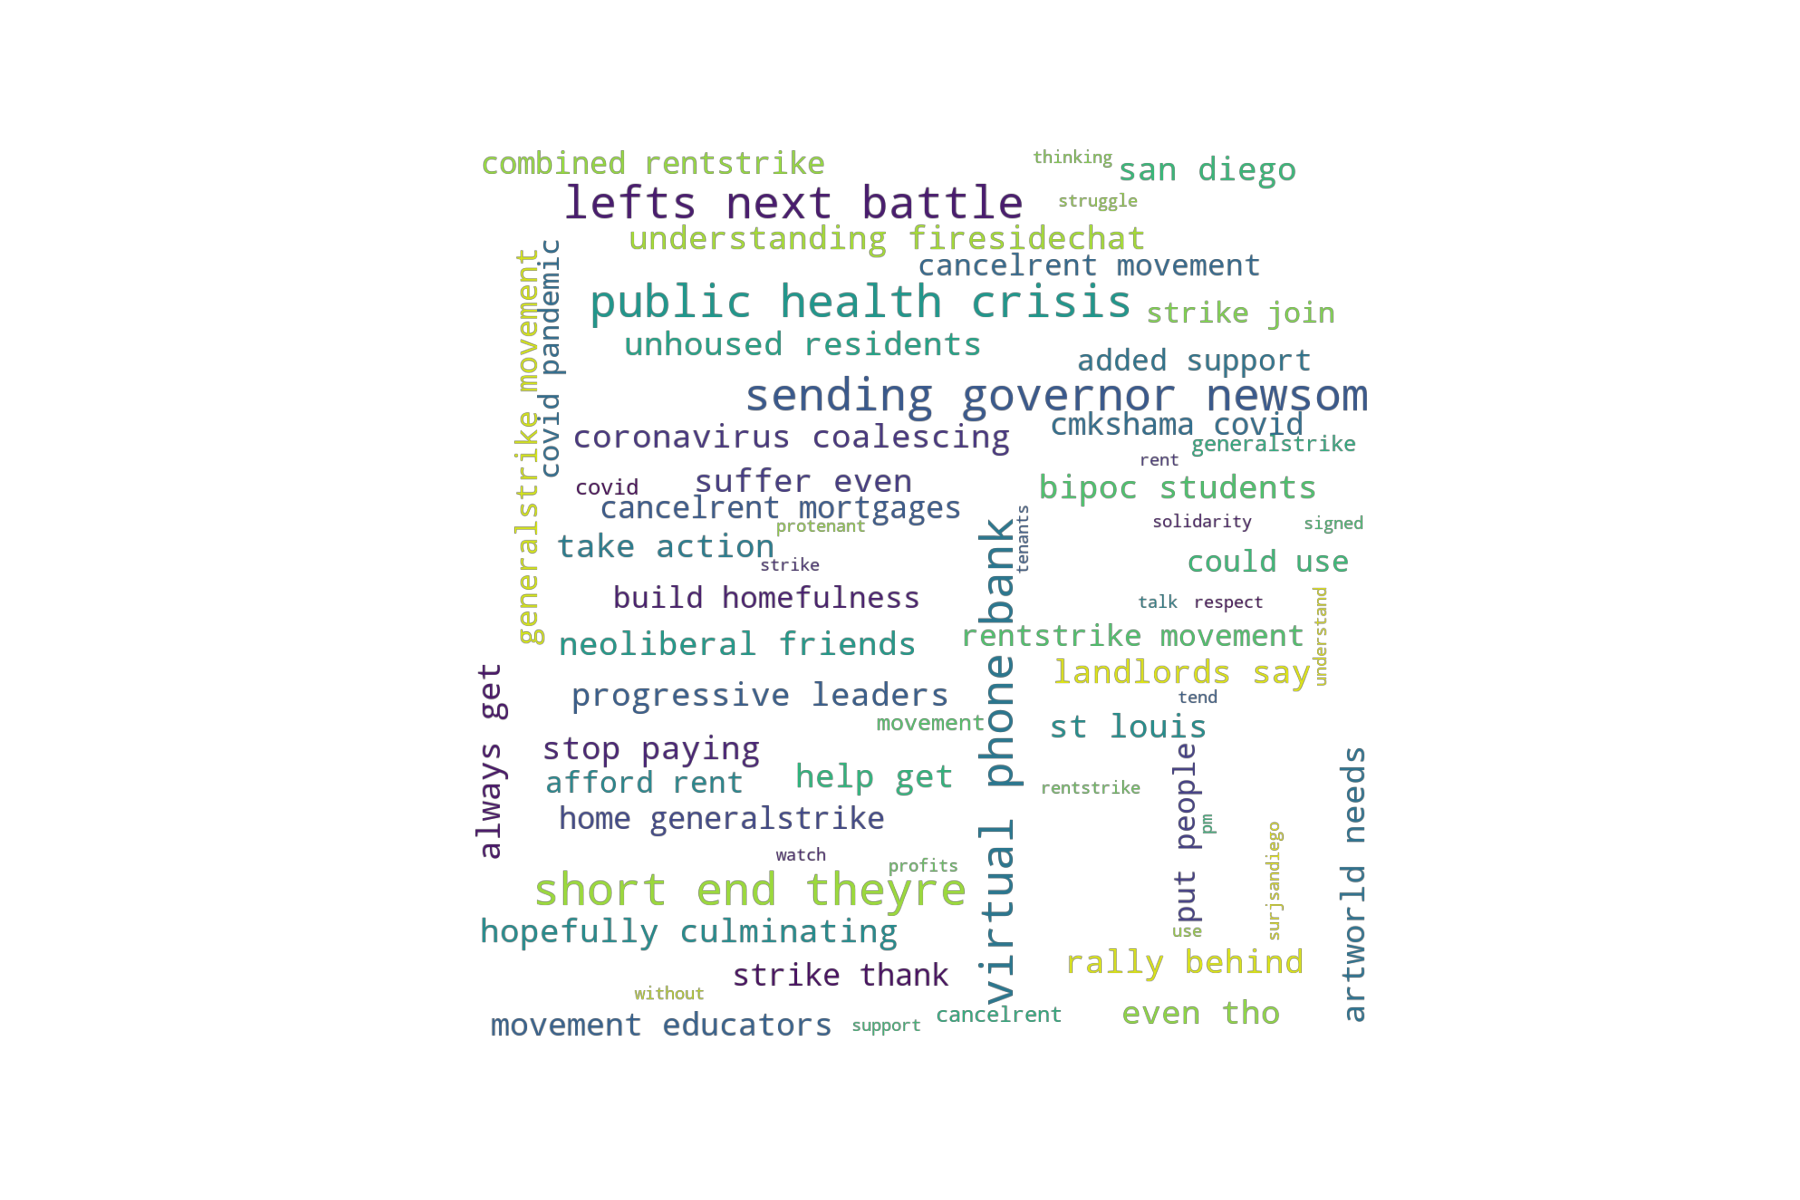 combined rentstrike
thinking
san diego
lefts next battle
struggle
understanding firesidechat
cancelrent movement
public health crisis
strike join
unhoused residents
added support
generalstrike movement
covid pandemic
sending governor newsom
cmkshama covid
coronavirus coalescing
generalstrike
rent
suffer even
covid
bipoc students
cancelrent mortgages
protenant
solidarity
signed
tenants
take action
strike
could use
build homefulness
talk
respect
understand
neoliberal friends
rentstrike movement
landlords say
progressive leaders
tend
movement
st louis
always get
stop paying
virtual phone bank
afford rent
help get
rentstrike
put people
pm
artworld needs
home generalstrike
surjsandiego
watch
profits
short end theyre
hopefully culminating
use
strike thank
rally behind
without
movement educators
support
cancelrent
even tho